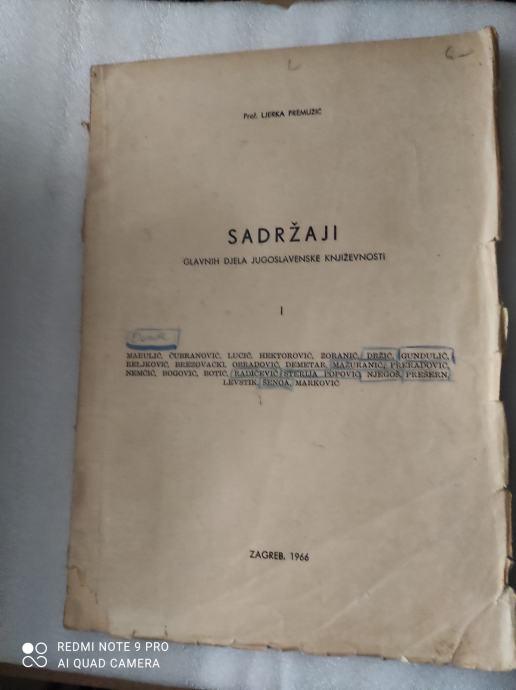 Prof. LJERKA PREMUŽIĆ
SADRŽAJI
GLAVNIH DJELA JUGOSLAVENSKE KNJIŽEVNOSTI
I
MARULIĆ, ČUBRANOVIĆ, LUCIĆ, HEKTOROVIĆ, ZORANIĆ, DRŽIĆ, GUNDULIĆ,
RELJKOVIĆ, BREZOVAČKI, OBRADOVIĆ, DEMETAR, MAŽURANIĆ, PRERADOVIĆ,
NEMČIĆ, BOGOVIĆ, BOTIĆ, RADIČEVIĆ, STERIJA POPOVIĆ, NJEGOŠ, PREŠERN,
LEVSTIK, ŠENOA, MARKOVIĆ
ZAGREB, 1966
REDMI NOTE 9 PRO
AI QUAD CAMERA